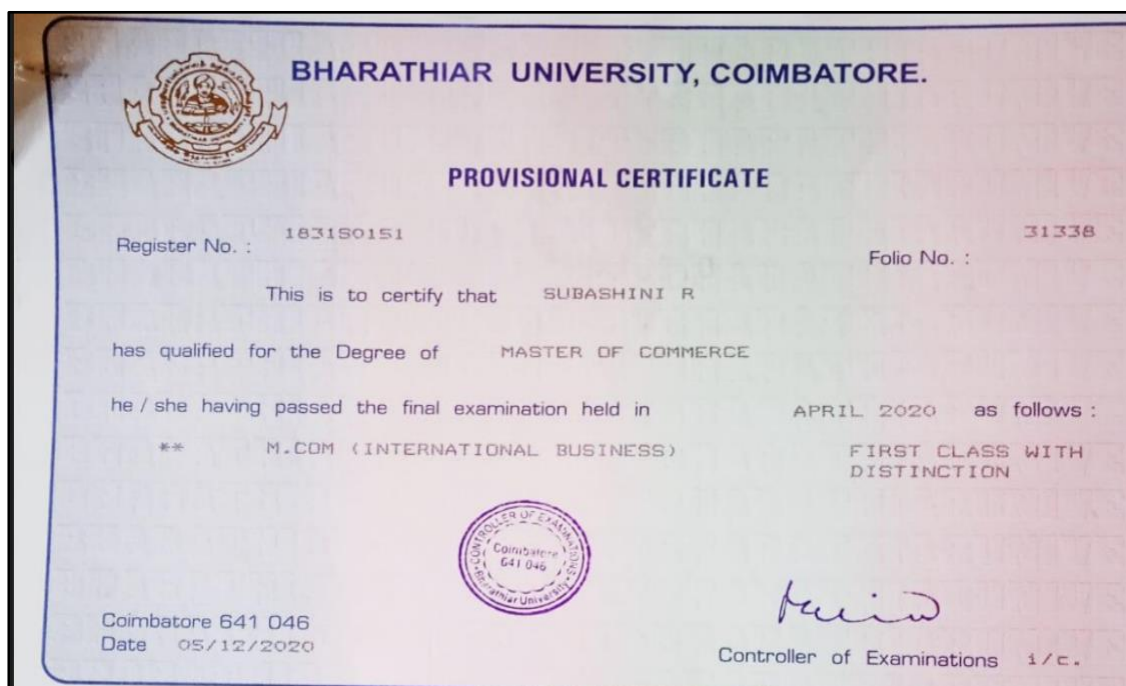 BHARATHIAR UNIVERSITY, COIMBATORE.
PROVISIONAL CERTIFICATE
Register No. : 183150151
Folio No. : 31338
This is to certify that SUBASHINI R
has qualified for the Degree of MASTER OF COMMERCE
he / she having passed the final examination held in APRIL 2020 as follows :
** M.COM (INTERNATIONAL BUSINESS) FIRST CLASS WITH
DISTINCTION
CONTROLLER OF EXAMINATIONS
Coimbatore
641 046
Bharathiar University
Coimbatore 641 046
Date 05/12/2020
Controller of Examinations i/c.